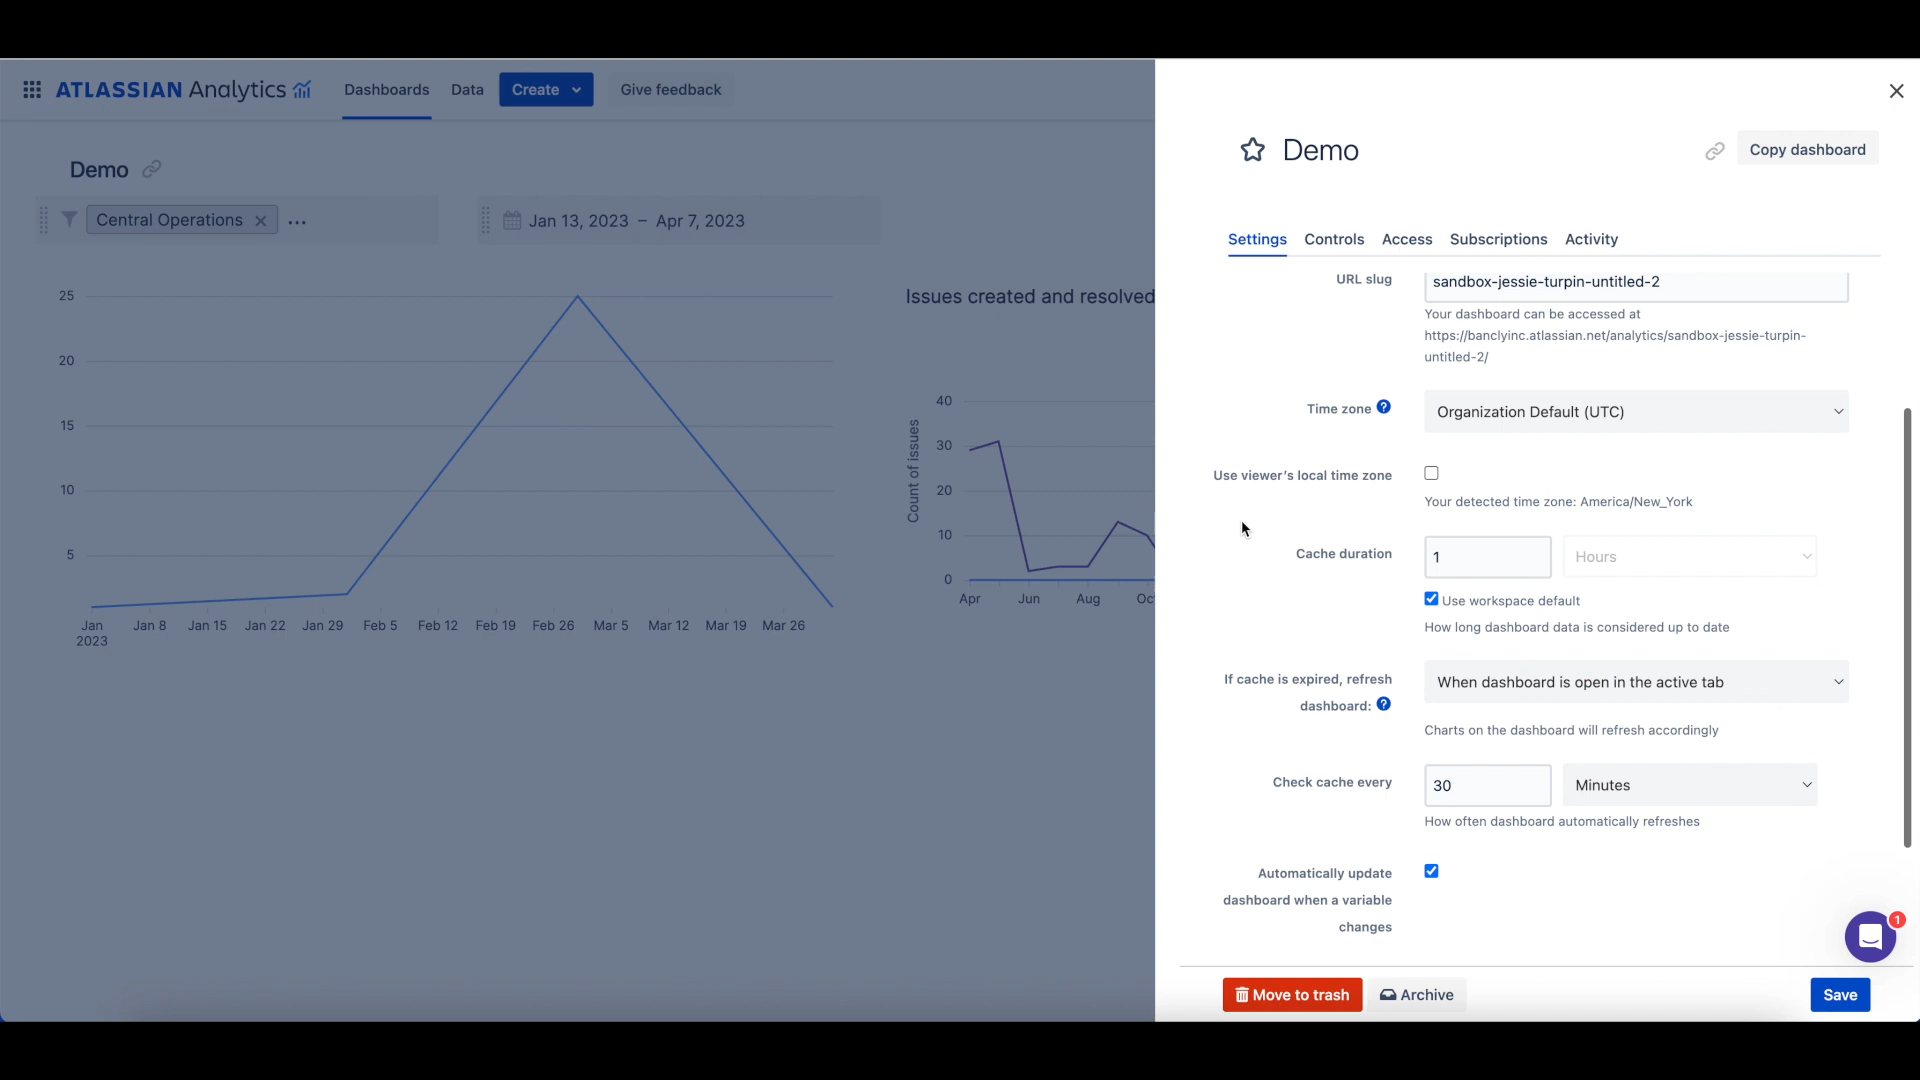 ATLASSIAN Analytics
Dashboards
Data
Create
Give feedback
Demo
Central Operations
Jan 13, 2023 – Apr 7, 2023
25
20
15
10
5
Jan 2023
Jan 8
Jan 15
Jan 22
Jan 29
Feb 5
Feb 12
Feb 19
Feb 26
Mar 5
Mar 12
Mar 19
Mar 26
Issues created and resolved
Count of issues
40
30
20
10
0
Apr
Jun
Aug
Oc
Demo
Copy dashboard
Settings
Controls
Access
Subscriptions
Activity
URL slug
sandbox-jessie-turpin-untitled-2
Your dashboard can be accessed at
https://banclyinc.atlassian.net/analytics/sandbox-jessie-turpin-
untitled-2/
Time zone
?
Organization Default (UTC)
Use viewer's local time zone
Your detected time zone: America/New_York
Cache duration
1
Hours
Use workspace default
How long dashboard data is considered up to date
If cache is expired, refresh
dashboard:
?
When dashboard is open in the active tab
Charts on the dashboard will refresh accordingly
Check cache every
30
Minutes
How often dashboard automatically refreshes
Automatically update
dashboard when a variable
changes
1
Move to trash
Archive
Save